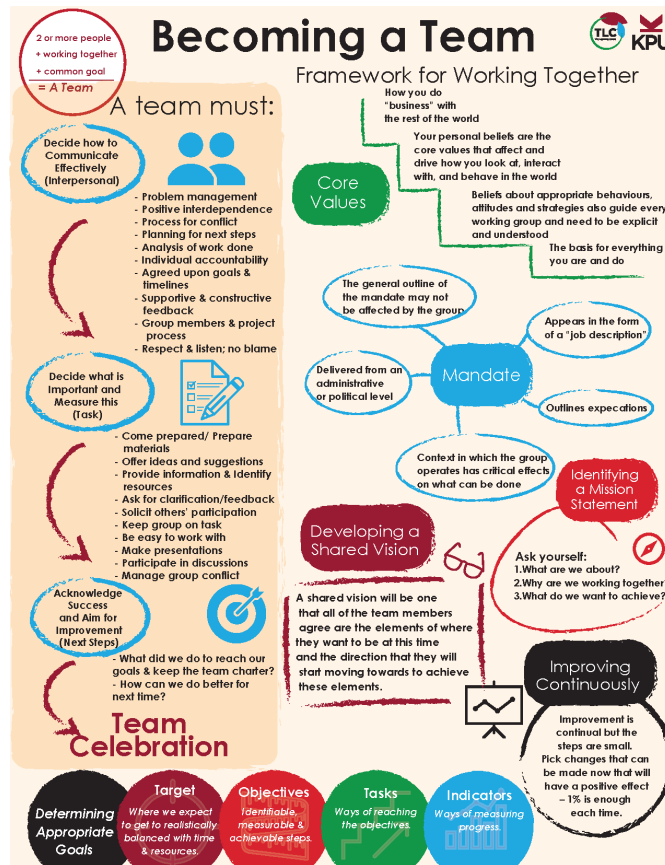 2 or more people
+ working together
+ common goal
= A Team
Becoming a Team
TLC
KPU
Framework for Working Together
A team must:
Decide how to
Communicate
Effectively
(Interpersonal)
- Problem management
- Positive interdependence
- Process for conflict
- Planning for next steps
- Analysis of work done
- Individual accountability
- Agreed upon goals &
timelines
- Supportive & constructive
feedback
- Group members & project
process
- Respect & listen; no blame
Decide what is
Important and
Measure this
(Task)
- Come prepared/ Prepare
materials
- Offer ideas and suggestions
- Provide information & Identify
resources
- Ask for clarification/feedback
- Solicit others' participation
- Keep group on task
- Be easy to work with
- Make presentations
- Participate in discussions
- Manage group conflict
Acknowledge
Success
and Aim for
Improvement
(Next Steps)
- What did we do to reach our
goals & keep the team charter?
- How can we do better for
next time?
Team
Celebration
Core
Values
How you do
"business" with
the rest of the world
Your personal beliefs are the
core values that affect and
drive how you look at, interact
with, and behave in the world
Beliefs about appropriate behaviours,
attitudes and strategies also guide every
working group and need to be explicit
and understood
The basis for everything
you are and do
Mandate
The general outline of
the mandate may not
be affected by the group
Appears in the form
of a "job description"
Delivered from an
administrative
or political level
Outlines expecations
Context in which the group
operates has critical effects
on what can be done
Identifying
a Mission
Statement
Ask yourself:
1.What are we about?
2.Why are we working together
3.What do we want to achieve?
Developing a
Shared Vision
A shared vision will be one
that all of the team members
agree are the elements of where
they want to be at this time
and the direction that they will
start moving towards to achieve
these elements.
Improving
Continuously
Improvement is
continual but the
steps are small.
Pick changes that can
be made now that will
have a positive effect
– 1% is enough
each time.
Determining
Appropriate
Goals
Target
Where we expect
to get to realistically
balanced with time
& resources.
Objectives
Identifiable,
measurable &
achievable steps.
Tasks
Ways of reaching
the objectives.
Indicators
Ways of measuring
progress.